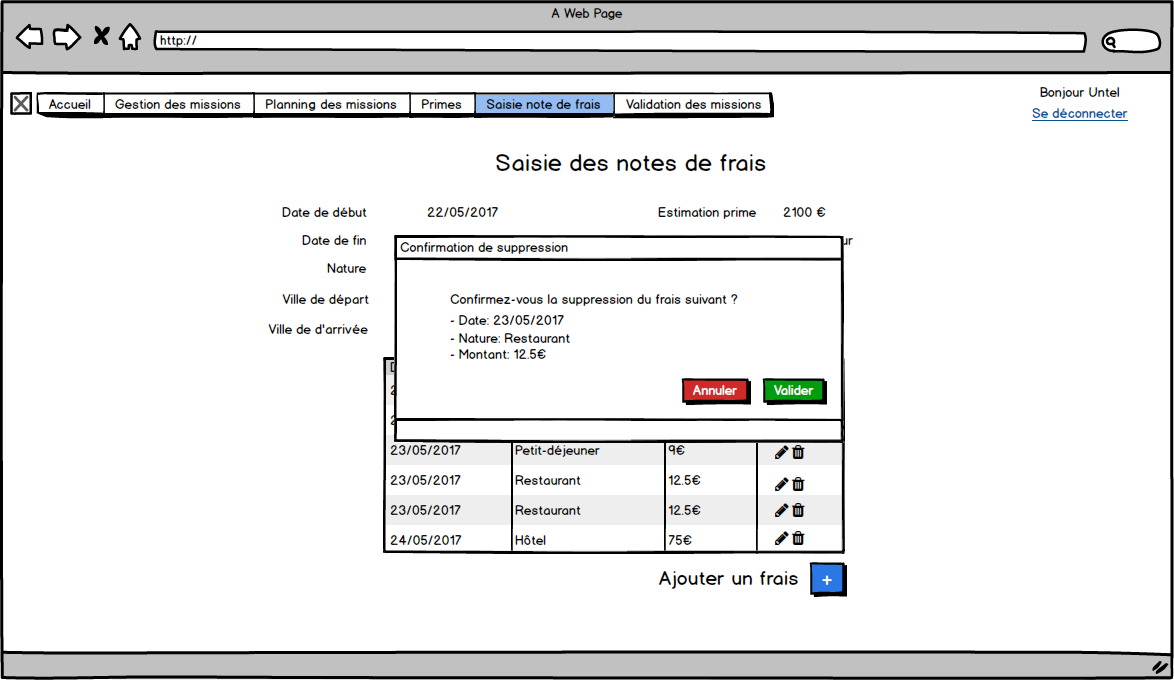 A Web Page
http://
Accueil Gestion des missions Planning des missions Primes Saisie note de frais Validation des missions
Bonjour Untel
Se déconnecter
Saisie des notes de frais
Date de début 22/05/2017 Estimation prime 2100 €
Date de fin
Nature
Ville de départ
Ville de d'arrivée
Confirmation de suppression
Confirmez-vous la suppression du frais suivant ?
- Date: 23/05/2017
- Nature: Restaurant
- Montant: 12.5€
Annuler Valider
23/05/2017 Petit-déjeuner 9€
23/05/2017 Restaurant 12.5€
23/05/2017 Restaurant 12.5€
24/05/2017 Hôtel 75€
Ajouter un frais +